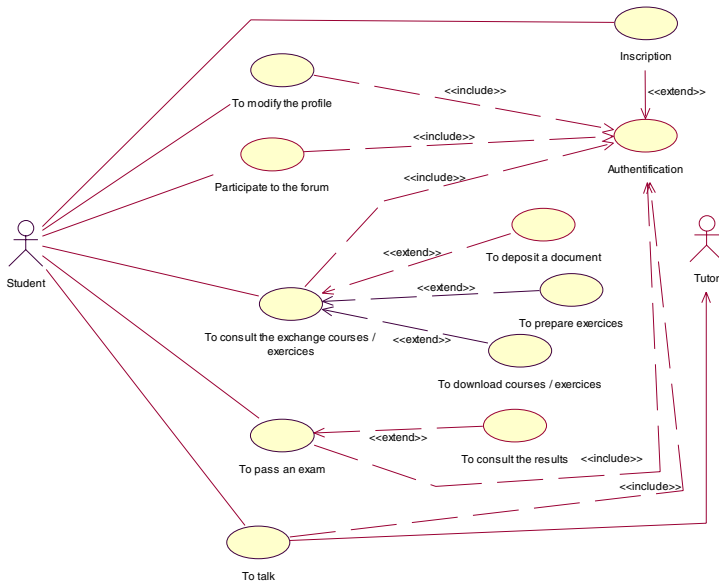 Inscription
<<include>>
<<extend>>
To modify the profile
<<include>>
Authentification
Participate to the forum
<<include>>
<<extend>>
To deposit a document
Student
Tutor
<<extend>>
To prepare exercices
To consult the exchange courses /
exercices
<<extend>>
To download courses / exercices
<<extend>>
To pass an exam
To consult the results
<<include>>
<<include>>
To talk